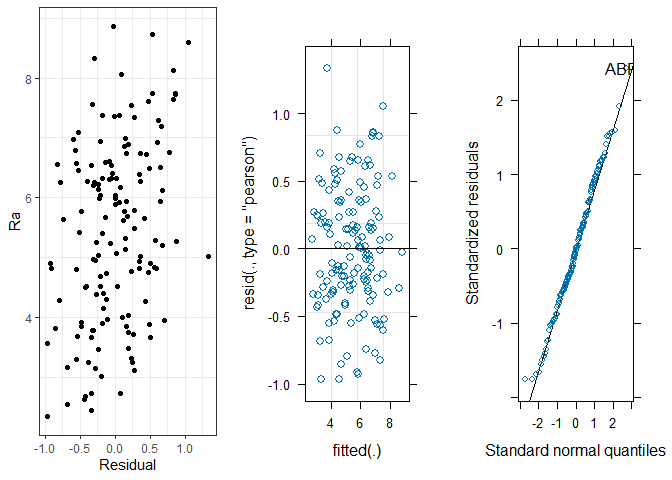 Ra
8
6
4
-1.0 -0.5 0.0 0.5 1.0
Residual
resid(., type = "pearson")
1.0
0.5
0.0
-0.5
-1.0
4 6 8
fitted(.)
Standardized residuals
2
1
0
-1
-2 -1 0 1 2
Standard normal quantiles